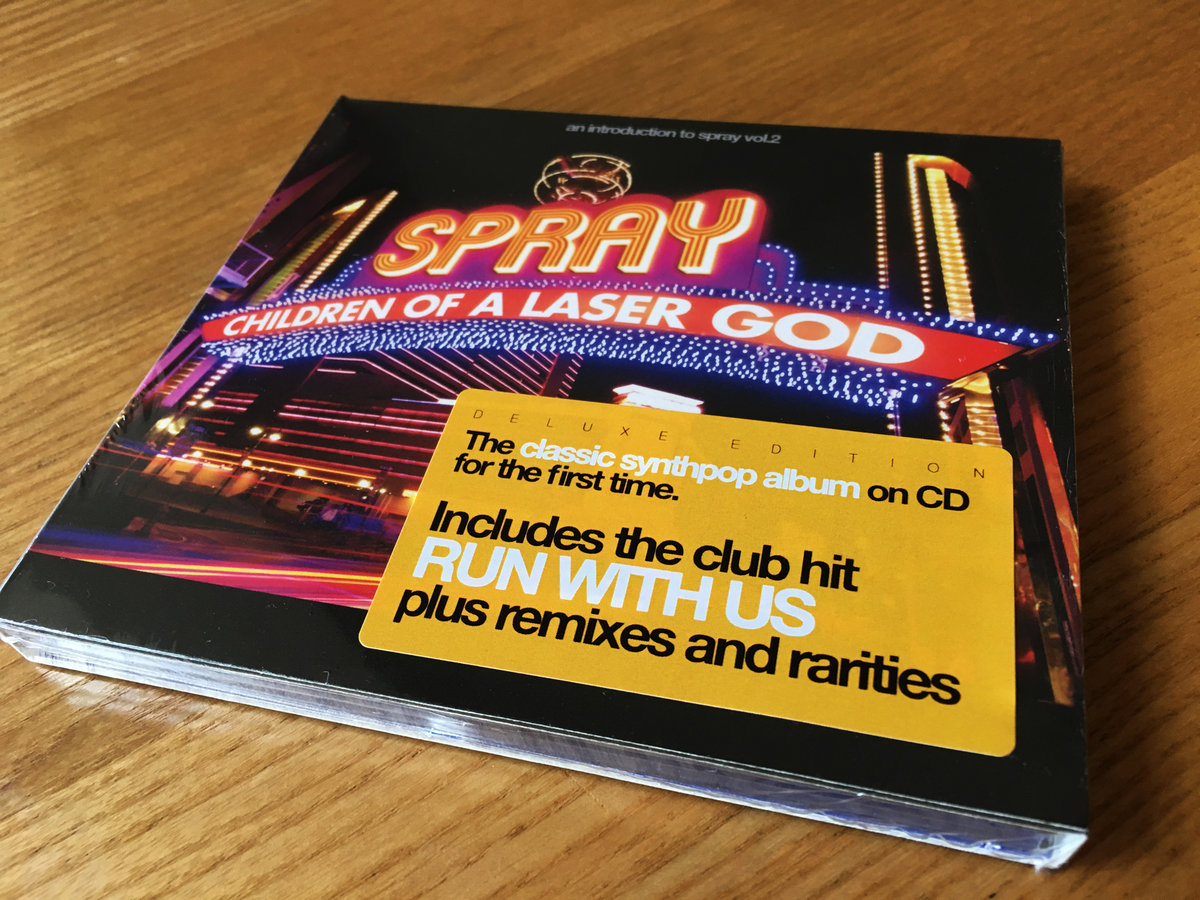 an introduction to spray vol.2
SPRAY
CHILDREN OF A LASER GOD
DELUXE EDITION
The classic synthpop album on CD
for the first time.
Includes the club hit
RUN WITH US
plus remixes and rarities